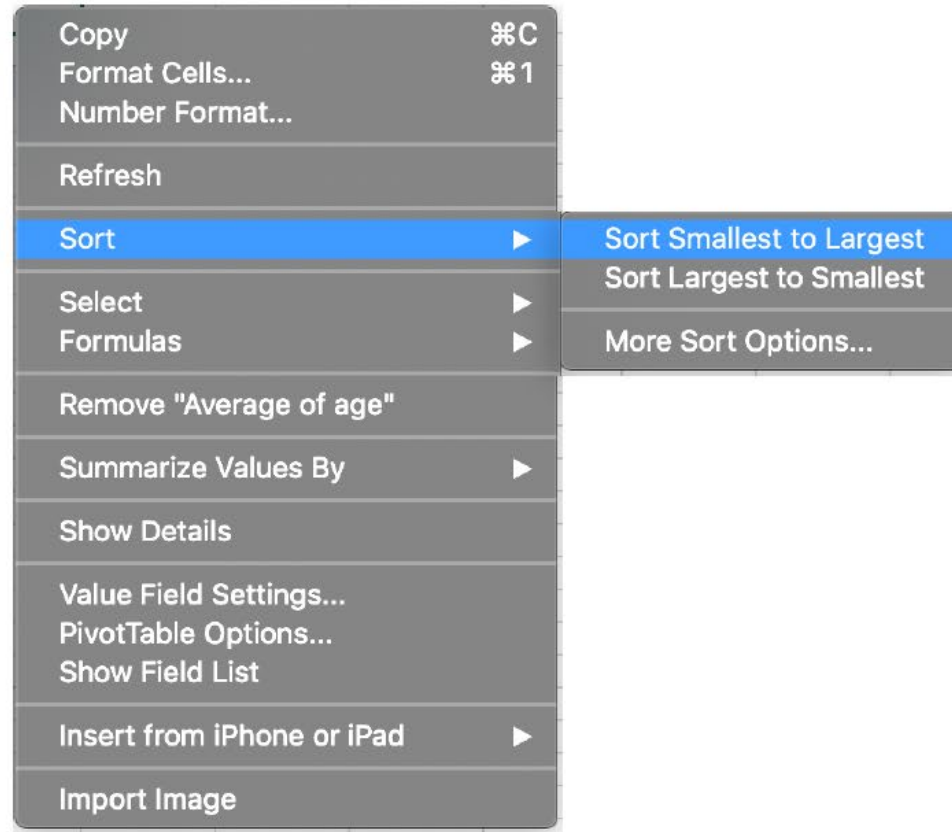 Copy ⌘C
Format Cells... ⌘1
Number Format...
Refresh
Sort ▶
Sort Smallest to Largest
Sort Largest to Smallest
More Sort Options...
Select ▶
Formulas ▶
Remove "Average of age"
Summarize Values By ▶
Show Details
Value Field Settings...
PivotTable Options...
Show Field List
Insert from iPhone or iPad ▶
Import Image